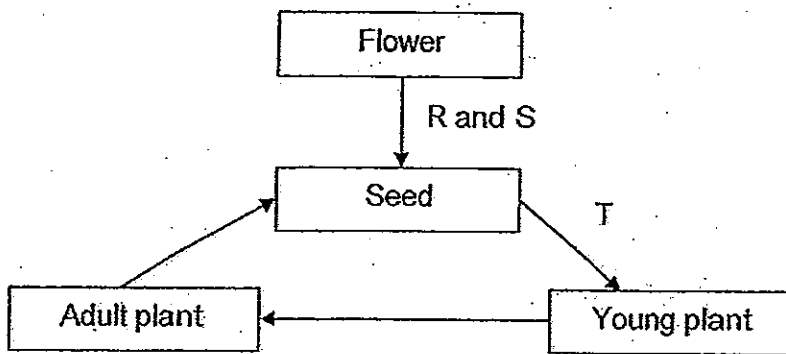 Flower
R and S
Seed
T
Adult plant
Young plant